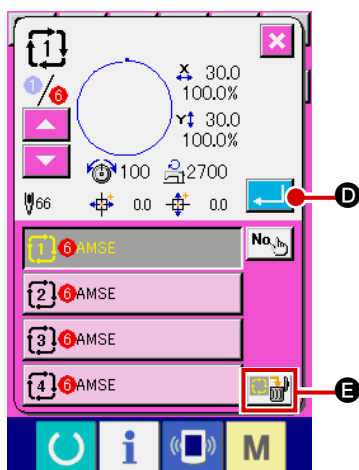 1
X 30.0
100.0%
1/6
Y 30.0
100.0%
100 2700
66 0.0 0.0
D
No.
1 6 AMSE
2 6 AMSE
3 6 AMSE
4 6 AMSE
E
i M